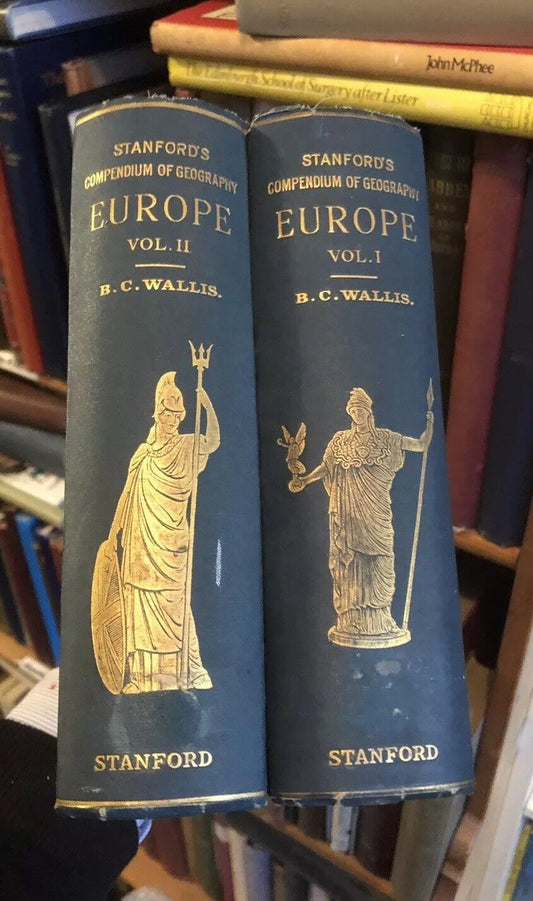 STANFORD'S
COMPENDIUM OF GEOGRAPHY
EUROPE
VOL. II
B. C. WALLIS.
STANFORD
STANFORD'S
COMPENDIUM OF GEOGRAPHY
EUROPE
VOL. I
B. C. WALLIS.
STANFORD
John McPhee
The Edinburgh School of Surgery after Lister